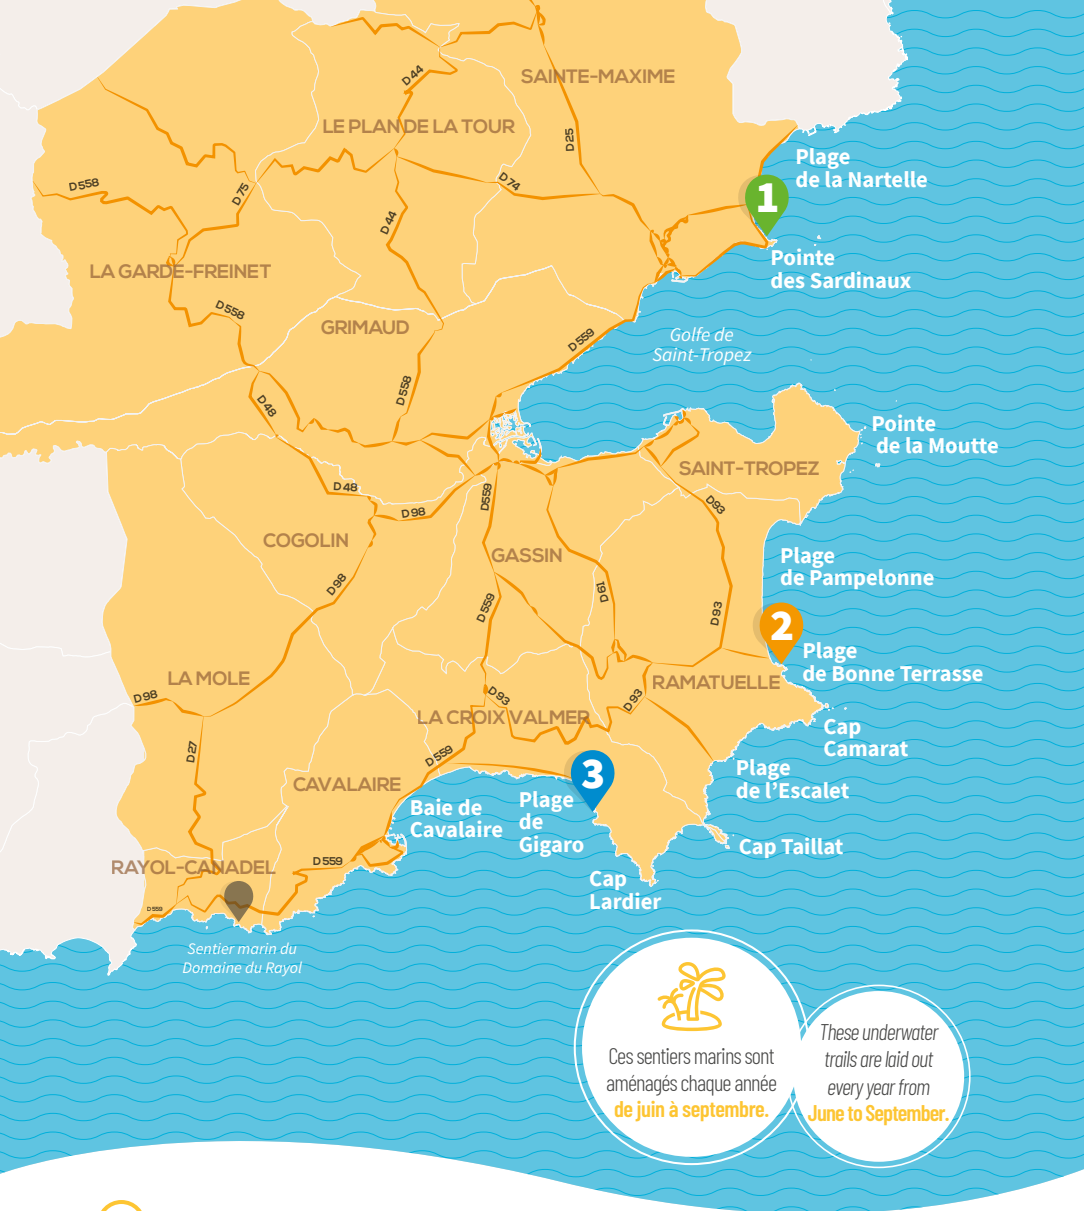 SAINTE-MAXIME
D44
LE PLAN DE LA TOUR
D25
Plage
de la Nartelle
D558
D75
D74
1
D44
LA GARDE-FREINET
Pointe
des Sardinaux
D558
GRIMAUD
D559
Golfe de
Saint-Tropez
D558
D48
Pointe
de la Moutte
SAINT-TROPEZ
D48
D559
D93
D98
COGOLIN
GASSIN
Plage
de Pampelonne
D98
D61
D559
D93
2
Plage
de Bonne Terrasse
LA MOLE
RAMATUELLE
D98
D93
D93
LA CROIX VALMER
Cap
Camarat
D27
D559
3
Plage
de l'Escalet
CAVALAIRE
Baie de
Cavalaire
Plage
de
Gigaro
Cap Taillat
RAYOL-CANADEL
D559
Cap
Lardier
D559
Sentier marin du
Domaine du Rayol
Ces sentiers marins sont
aménagés chaque année
de juin à septembre.
These underwater
trails are laid out
every year from
June to September.